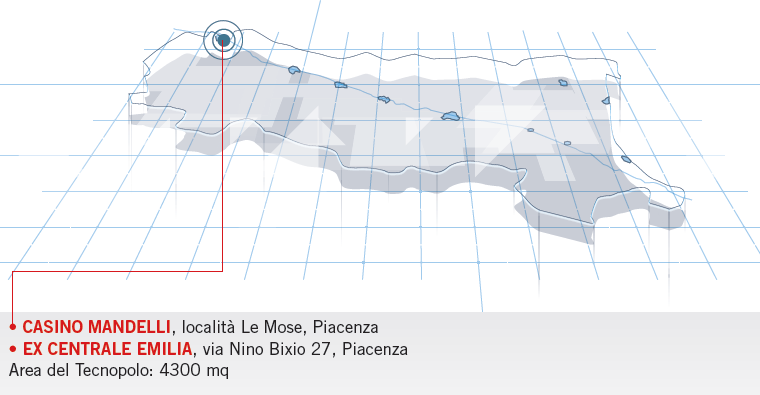 • CASINO MANDELLI, località Le Mose, Piacenza
• EX CENTRALE EMILIA, via Nino Bixio 27, Piacenza
Area del Tecnopolo: 4300 mq